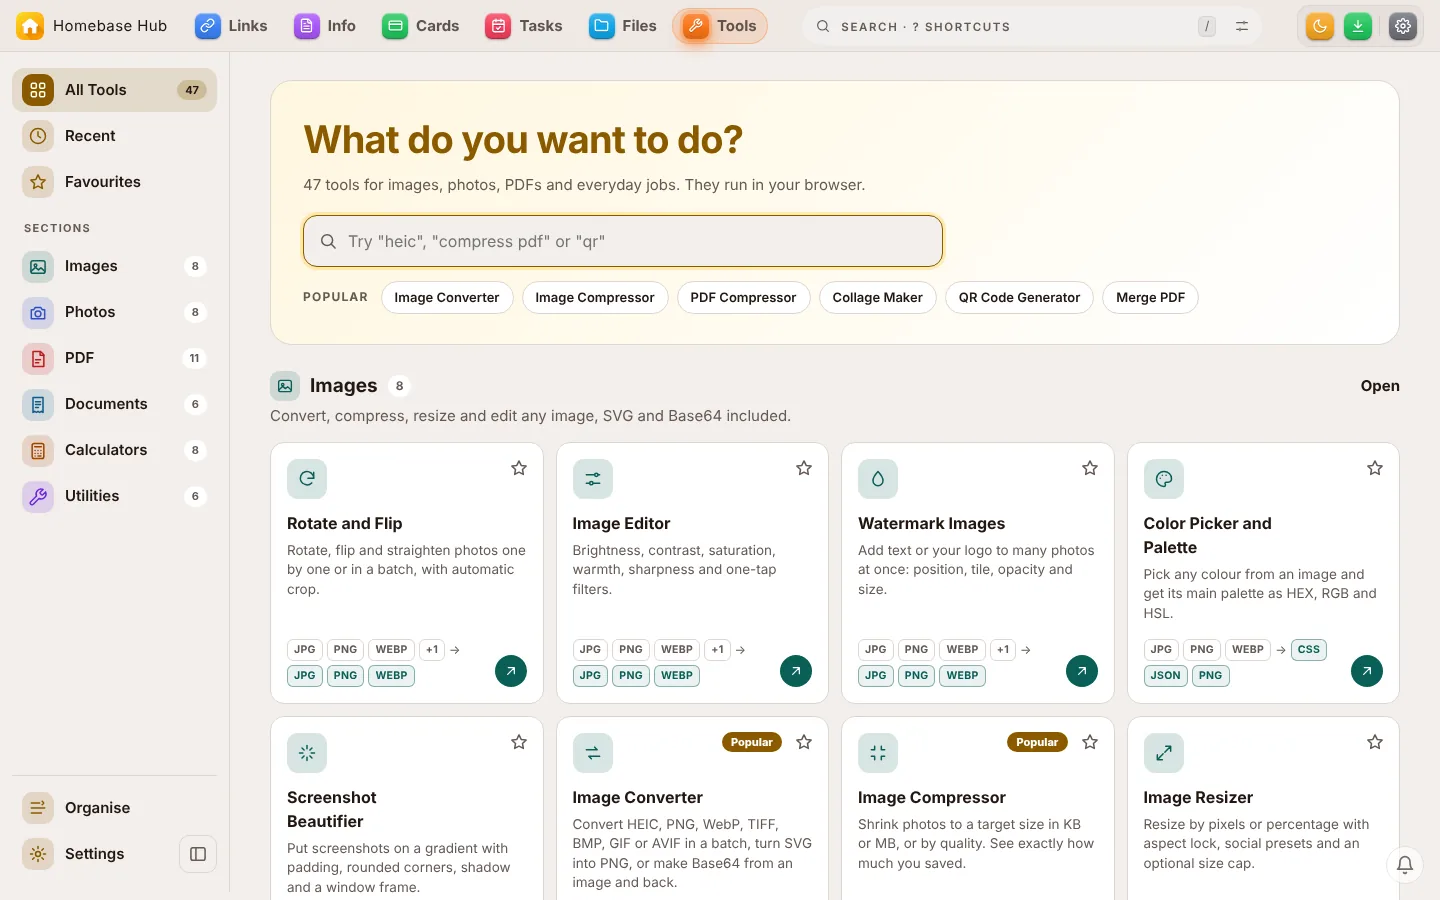 Homebase Hub
Links
Info
Cards
Tasks
Files
Tools
SEARCH · ? SHORTCUTS
/
All Tools
47
Recent
Favourites
SECTIONS
Images
8
Photos
8
PDF
11
Documents
6
Calculators
8
Utilities
6
Organise
Settings
What do you want to do?
47 tools for images, photos, PDFs and everyday jobs. They run in your browser.
Try "heic", "compress pdf" or "qr"
POPULAR
Image Converter
Image Compressor
PDF Compressor
Collage Maker
QR Code Generator
Merge PDF
Images
8
Open
Convert, compress, resize and edit any image, SVG and Base64 included.
Rotate and Flip
Rotate, flip and straighten photos one
by one or in a batch, with automatic
crop.
JPG PNG WEBP +1 →
JPG PNG WEBP
Image Editor
Brightness, contrast, saturation,
warmth, sharpness and one-tap
filters.
JPG PNG WEBP +1 →
JPG PNG WEBP
Watermark Images
Add text or your logo to many photos
at once: position, tile, opacity and
size.
JPG PNG WEBP +1 →
JPG PNG WEBP
Color Picker and
Palette
Pick any colour from an image and
get its main palette as HEX, RGB and
HSL.
JPG PNG WEBP → CSS
JSON PNG
Screenshot
Beautifier
Put screenshots on a gradient with
padding, rounded corners, shadow
and a window frame.
Popular
Image Converter
Convert HEIC, PNG, WebP, TIFF,
BMP, GIF or AVIF in a batch, turn SVG
into PNG, or make Base64 from an
image and back.
Popular
Image Compressor
Shrink photos to a target size in KB
or MB, or by quality. See exactly how
much you saved.
Image Resizer
Resize by pixels or percentage with
aspect lock, social presets and an
optional size cap.